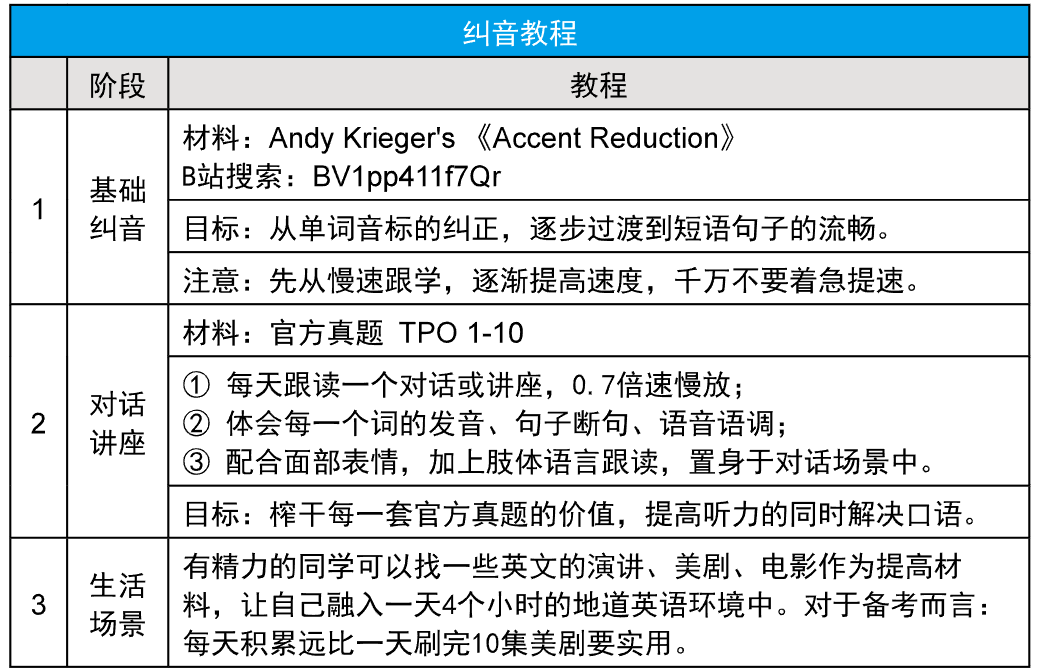 纠音教程
阶段
教程
1
基础
纠音
材料：Andy Krieger's 《Accent Reduction》
B站搜索：BV1pp411f7Qr
目标：从单词音标的纠正，逐步过渡到短语句子的流畅。
注意：先从慢速跟学，逐渐提高速度，千万不要着急提速。
2
对话
讲座
材料：官方真题 TPO 1-10
① 每天跟读一个对话或讲座，0.7倍速慢放；
② 体会每一个词的发音、句子断句、语音语调；
③ 配合面部表情，加上肢体语言跟读，置身于对话场景中。
目标：榨干每一套官方真题的价值，提高听力的同时解决口语。
3
生活
场景
有精力的同学可以找一些英文的演讲、美剧、电影作为提高材
料，让自己融入一天4个小时的地道英语环境中。对于备考而言：
每天积累远比一天刷完10集美剧要实用。